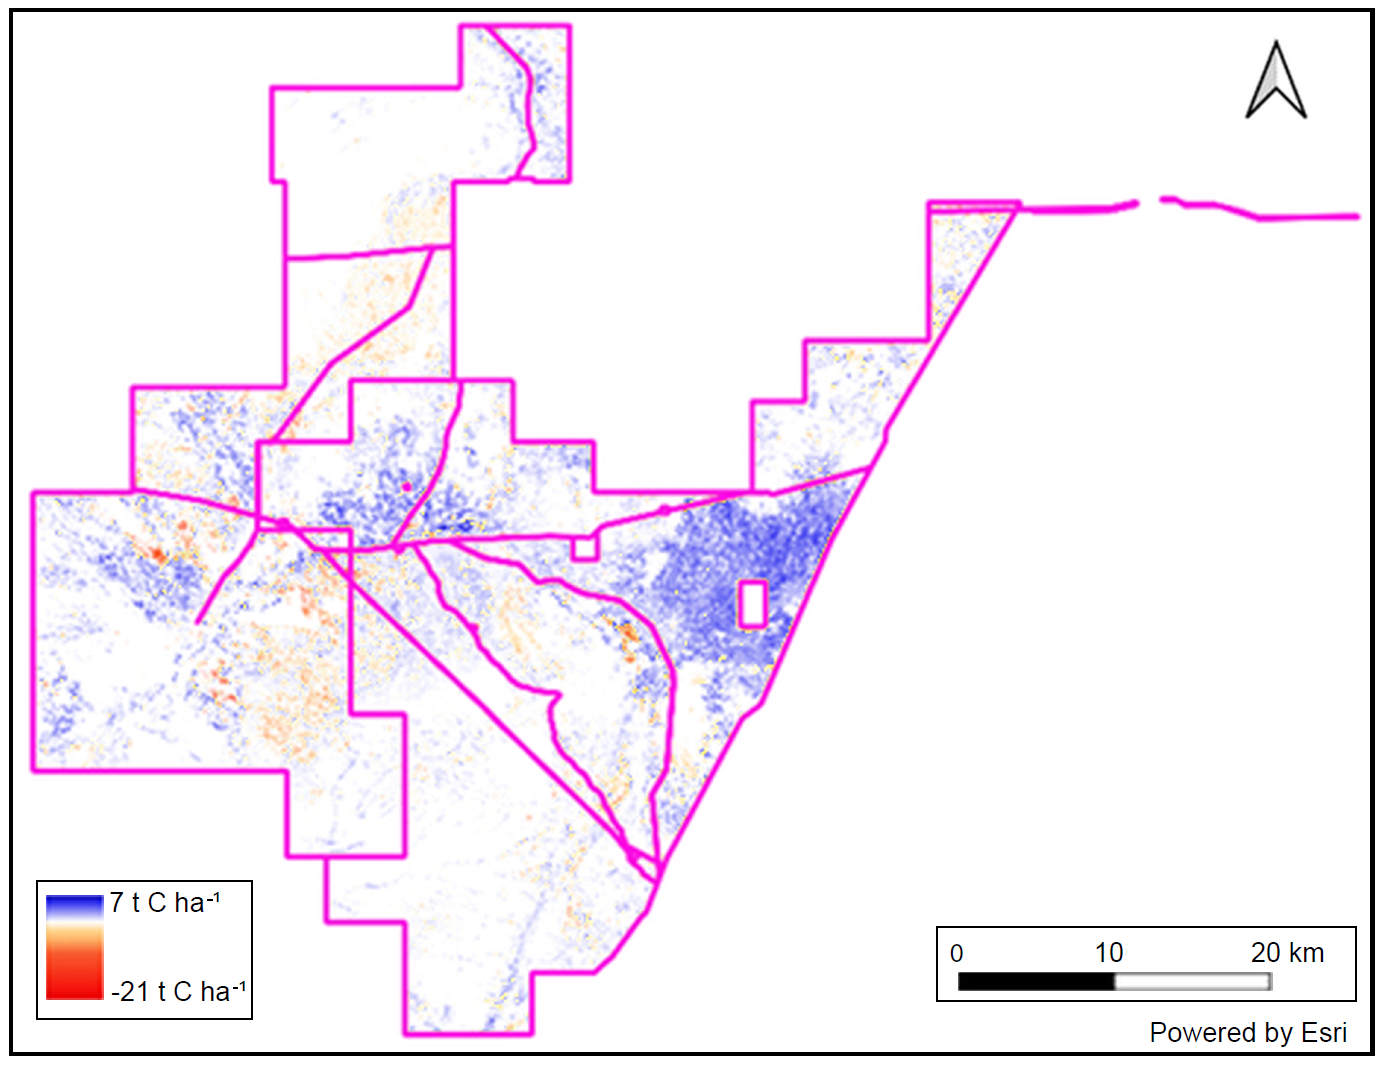 7 t C ha⁻¹
-21 t C ha⁻¹
0 10 20 km
Powered by Esri